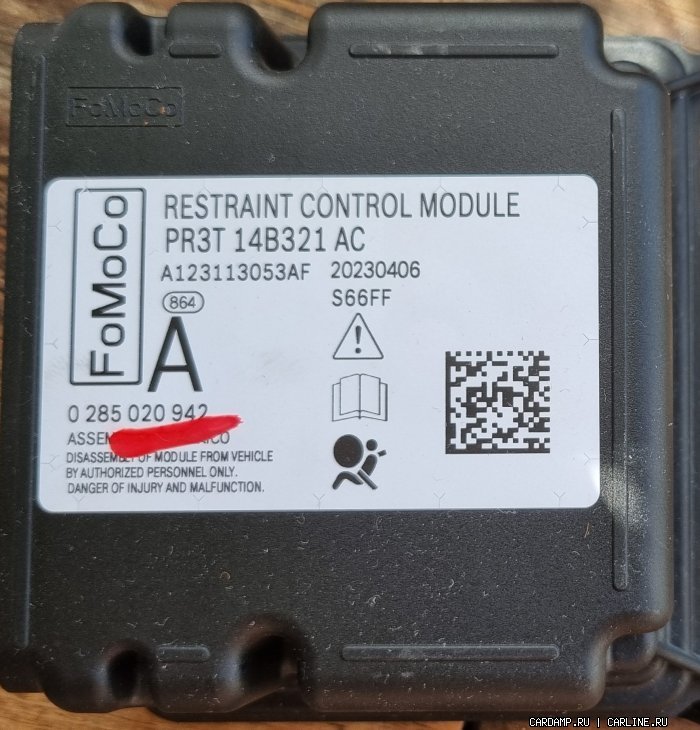 FoMoCo
FoMoCo
RESTRAINT CONTROL MODULE
PR3T 14B321 AC
A123113053AF 20230406
864 S66FF
A
0 285 020 942
DISASSEMBLY OF MODULE FROM VEHICLE
BY AUTHORIZED PERSONNEL ONLY.
DANGER OF INJURY AND MALFUNCTION.
CARDAMP.RU | CARLINE.RU